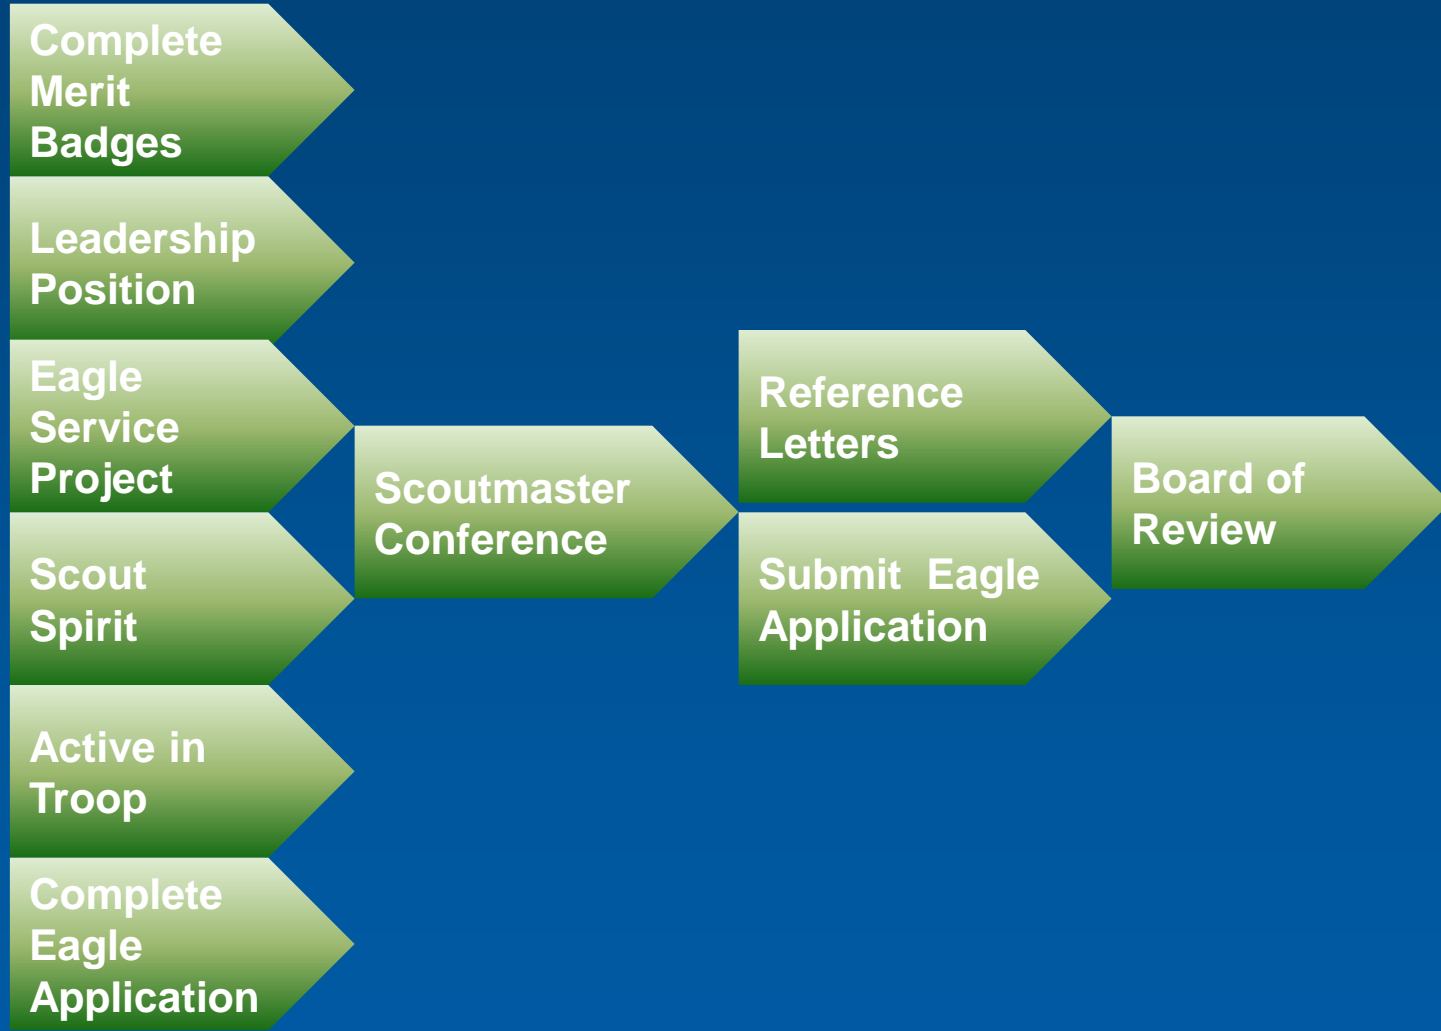 Complete
Merit
Badges
Leadership
Position
Eagle
Service
Project
Scout
Spirit
Active in
Troop
Complete
Eagle
Application
Scoutmaster
Conference
Reference
Letters
Submit  Eagle
Application
Board of
Review